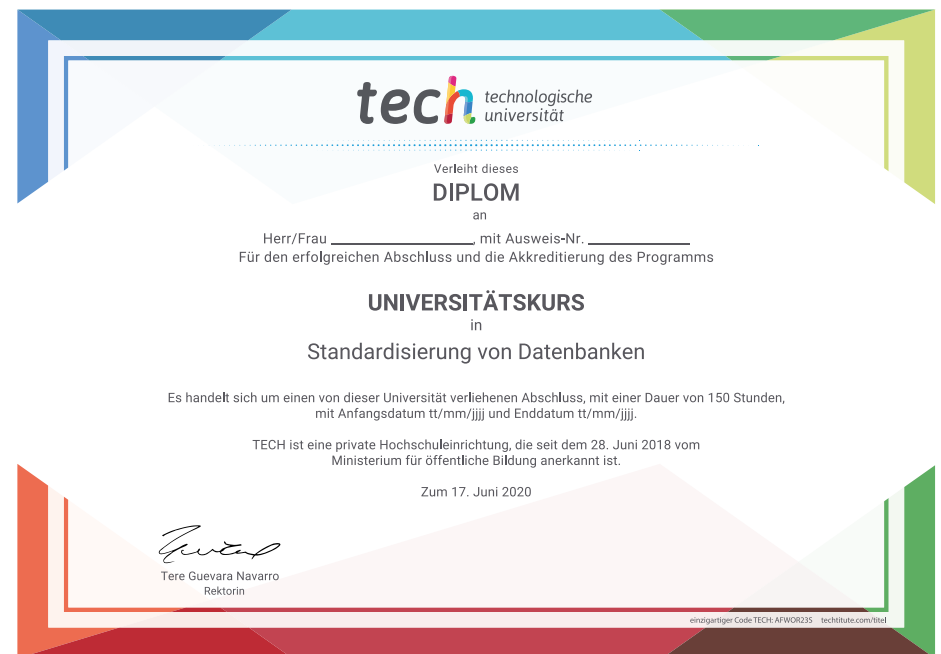 tech technologische
universität
Verleiht dieses
DIPLOM
an
Herr/Frau ____________, mit Ausweis-Nr. ____________
Für den erfolgreichen Abschluss und die Akkreditierung des Programms
UNIVERSITÄTSKURS
in
Standardisierung von Datenbanken
Es handelt sich um einen von dieser Universität verliehenen Abschluss, mit einer Dauer von 150 Stunden,
mit Anfangsdatum tt/mm/jjjj und Enddatum tt/mm/jjjj.
TECH ist eine private Hochschuleinrichtung, die seit dem 28. Juni 2018 vom
Ministerium für öffentliche Bildung anerkannt ist.
Zum 17. Juni 2020
Tere Guevara Navarro
Rektorin
einzigartiger Code TECH: AFWOR23S techtitute.com/titel